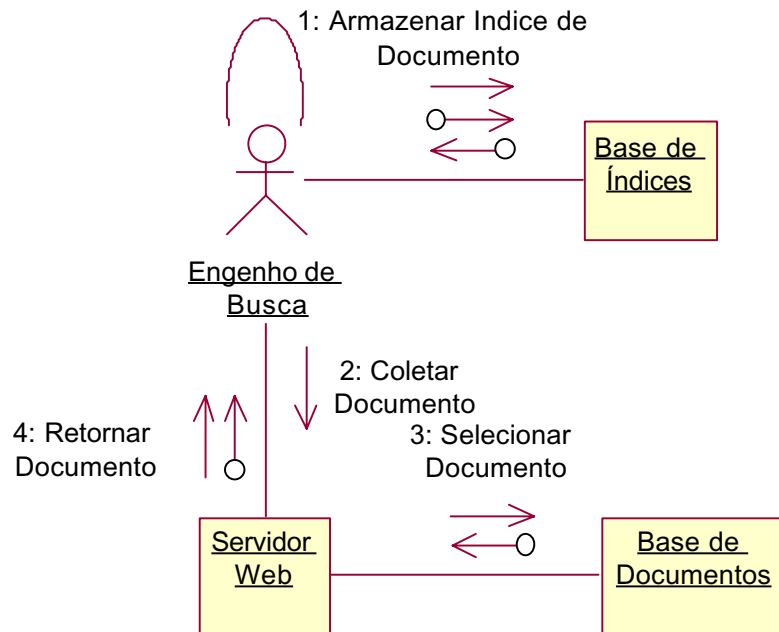 1: Armazenar Indice de
Documento
Base de
Índices
Engenho de
Busca
2: Coletar
Documento
4: Retornar
Documento
3: Selecionar
Documento
Servidor
Web
Base de
Documentos